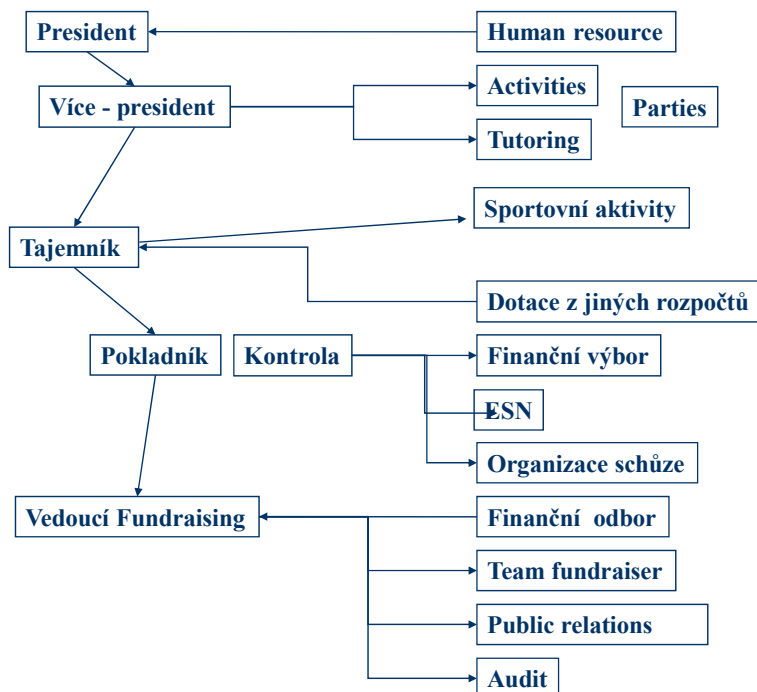 President
Human resource
Více - president
Activities
Parties
Tutoring
Sportovní aktivity
Tajemník
Dotace z jiných rozpočtů
Pokladník
Kontrola
Finanční výbor
ESN
Organizace schůze
Vedoucí Fundraising
Finanční odbor
Team fundraiser
Public relations
Audit